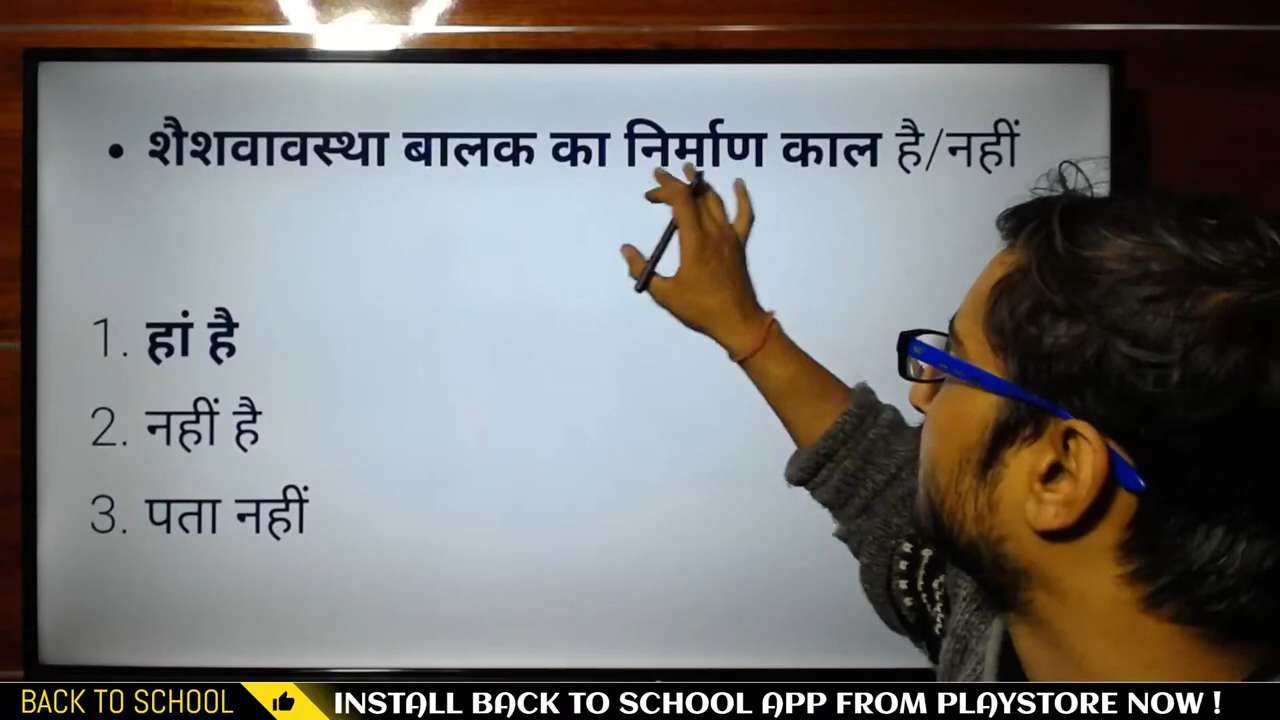 • शैशवावस्था बालक का निर्माण काल है/नहीं
1. हां है
2. नहीं है
3. पता नहीं
BACK TO SCHOOL INSTALL BACK TO SCHOOL APP FROM PLAYSTORE NOW !